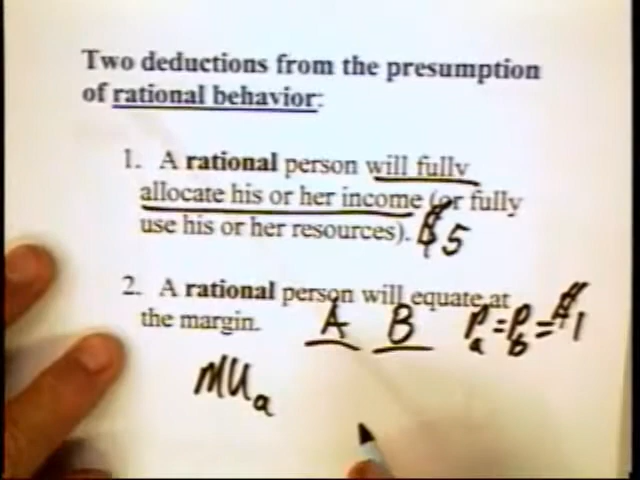 Two deductions from the presumption
of rational behavior:
1. A rational person will fully
allocate his or her income (or fully
use his or her resources). $5
2. A rational person will equate at
the margin. A B Pa = Pb = $1
MUa